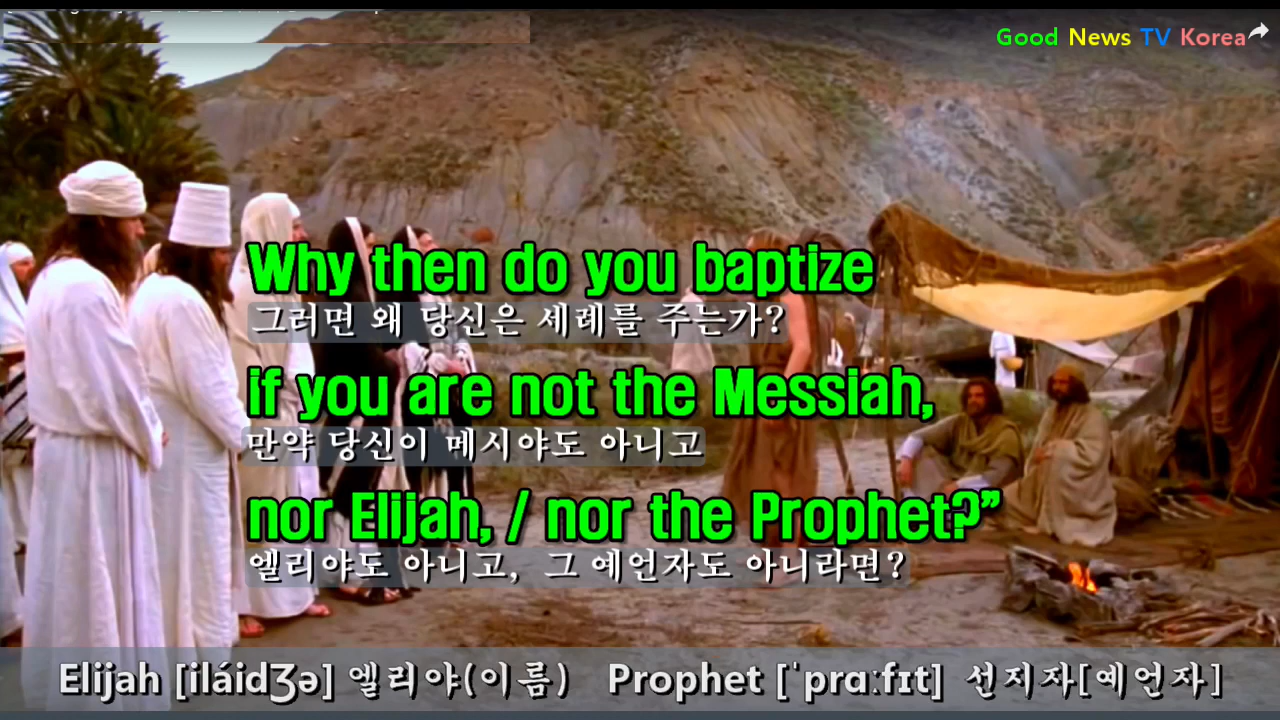 Good News TV Korea
Why then do you baptize
그러면 왜 당신은 세례를 주는가?
if you are not the Messiah,
만약 당신이 메시야도 아니고
nor Elijah, / nor the Prophet?”
엘리야도 아니고, 그 예언자도 아니라면?
Elijah [iláidƷə] 엘리야(이름) Prophet [ˈprɑːfɪt] 선지자[예언자]